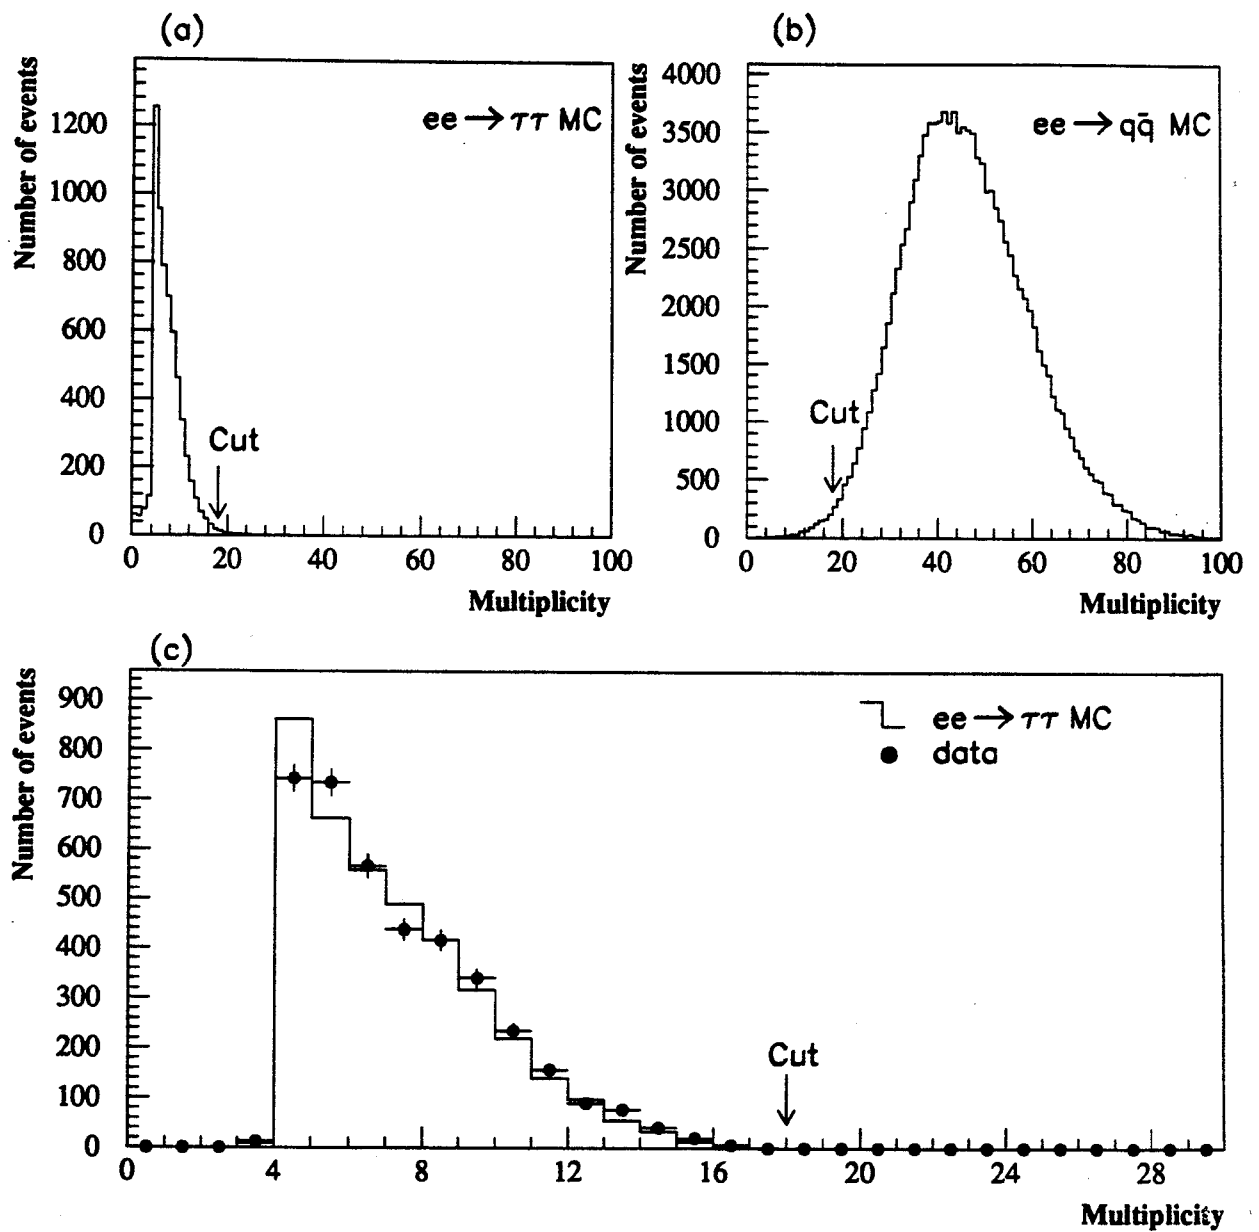 (a)
Number of events
1200
1000
800
600
400
200
0
ee → ττ MC
Cut
0 20 40 60 80 100
Multiplicity
(b)
Number of events
4000
3500
3000
2500
2000
1500
1000
500
0
ee → qq̄ MC
Cut
0 20 40 60 80 100
Multiplicity
(c)
Number of events
900
800
700
600
500
400
300
200
100
0
ee → ττ MC
data
Cut
0 4 8 12 16 20 24 28
Multiplicity